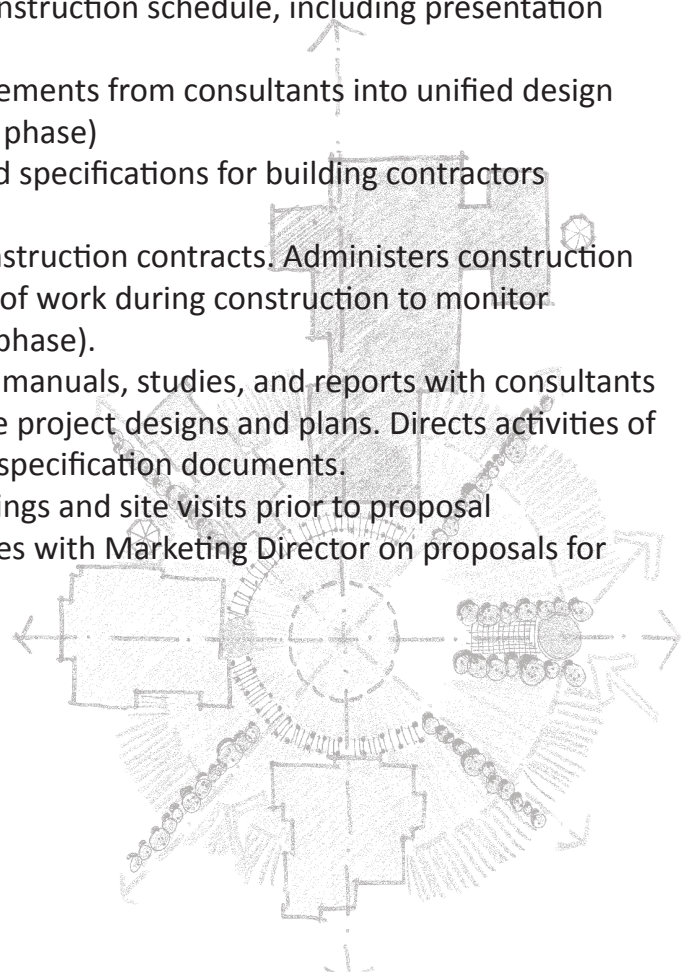 nstruction schedule, including presentation
ements from consultants into unified design
phase)
d specifications for building contractors
nstruction contracts. Administers construction
of work during construction to monitor
phase).
manuals, studies, and reports with consultants
e project designs and plans. Directs activities of
specification documents.
ings and site visits prior to proposal
es with Marketing Director on proposals for